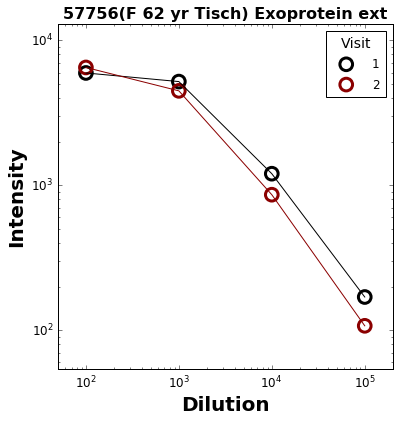 57756(F 62 yr Tisch) Exoprotein ext
Visit
1
2
10^4
10^3
10^2
Intensity
10^2 10^3 10^4 10^5
Dilution